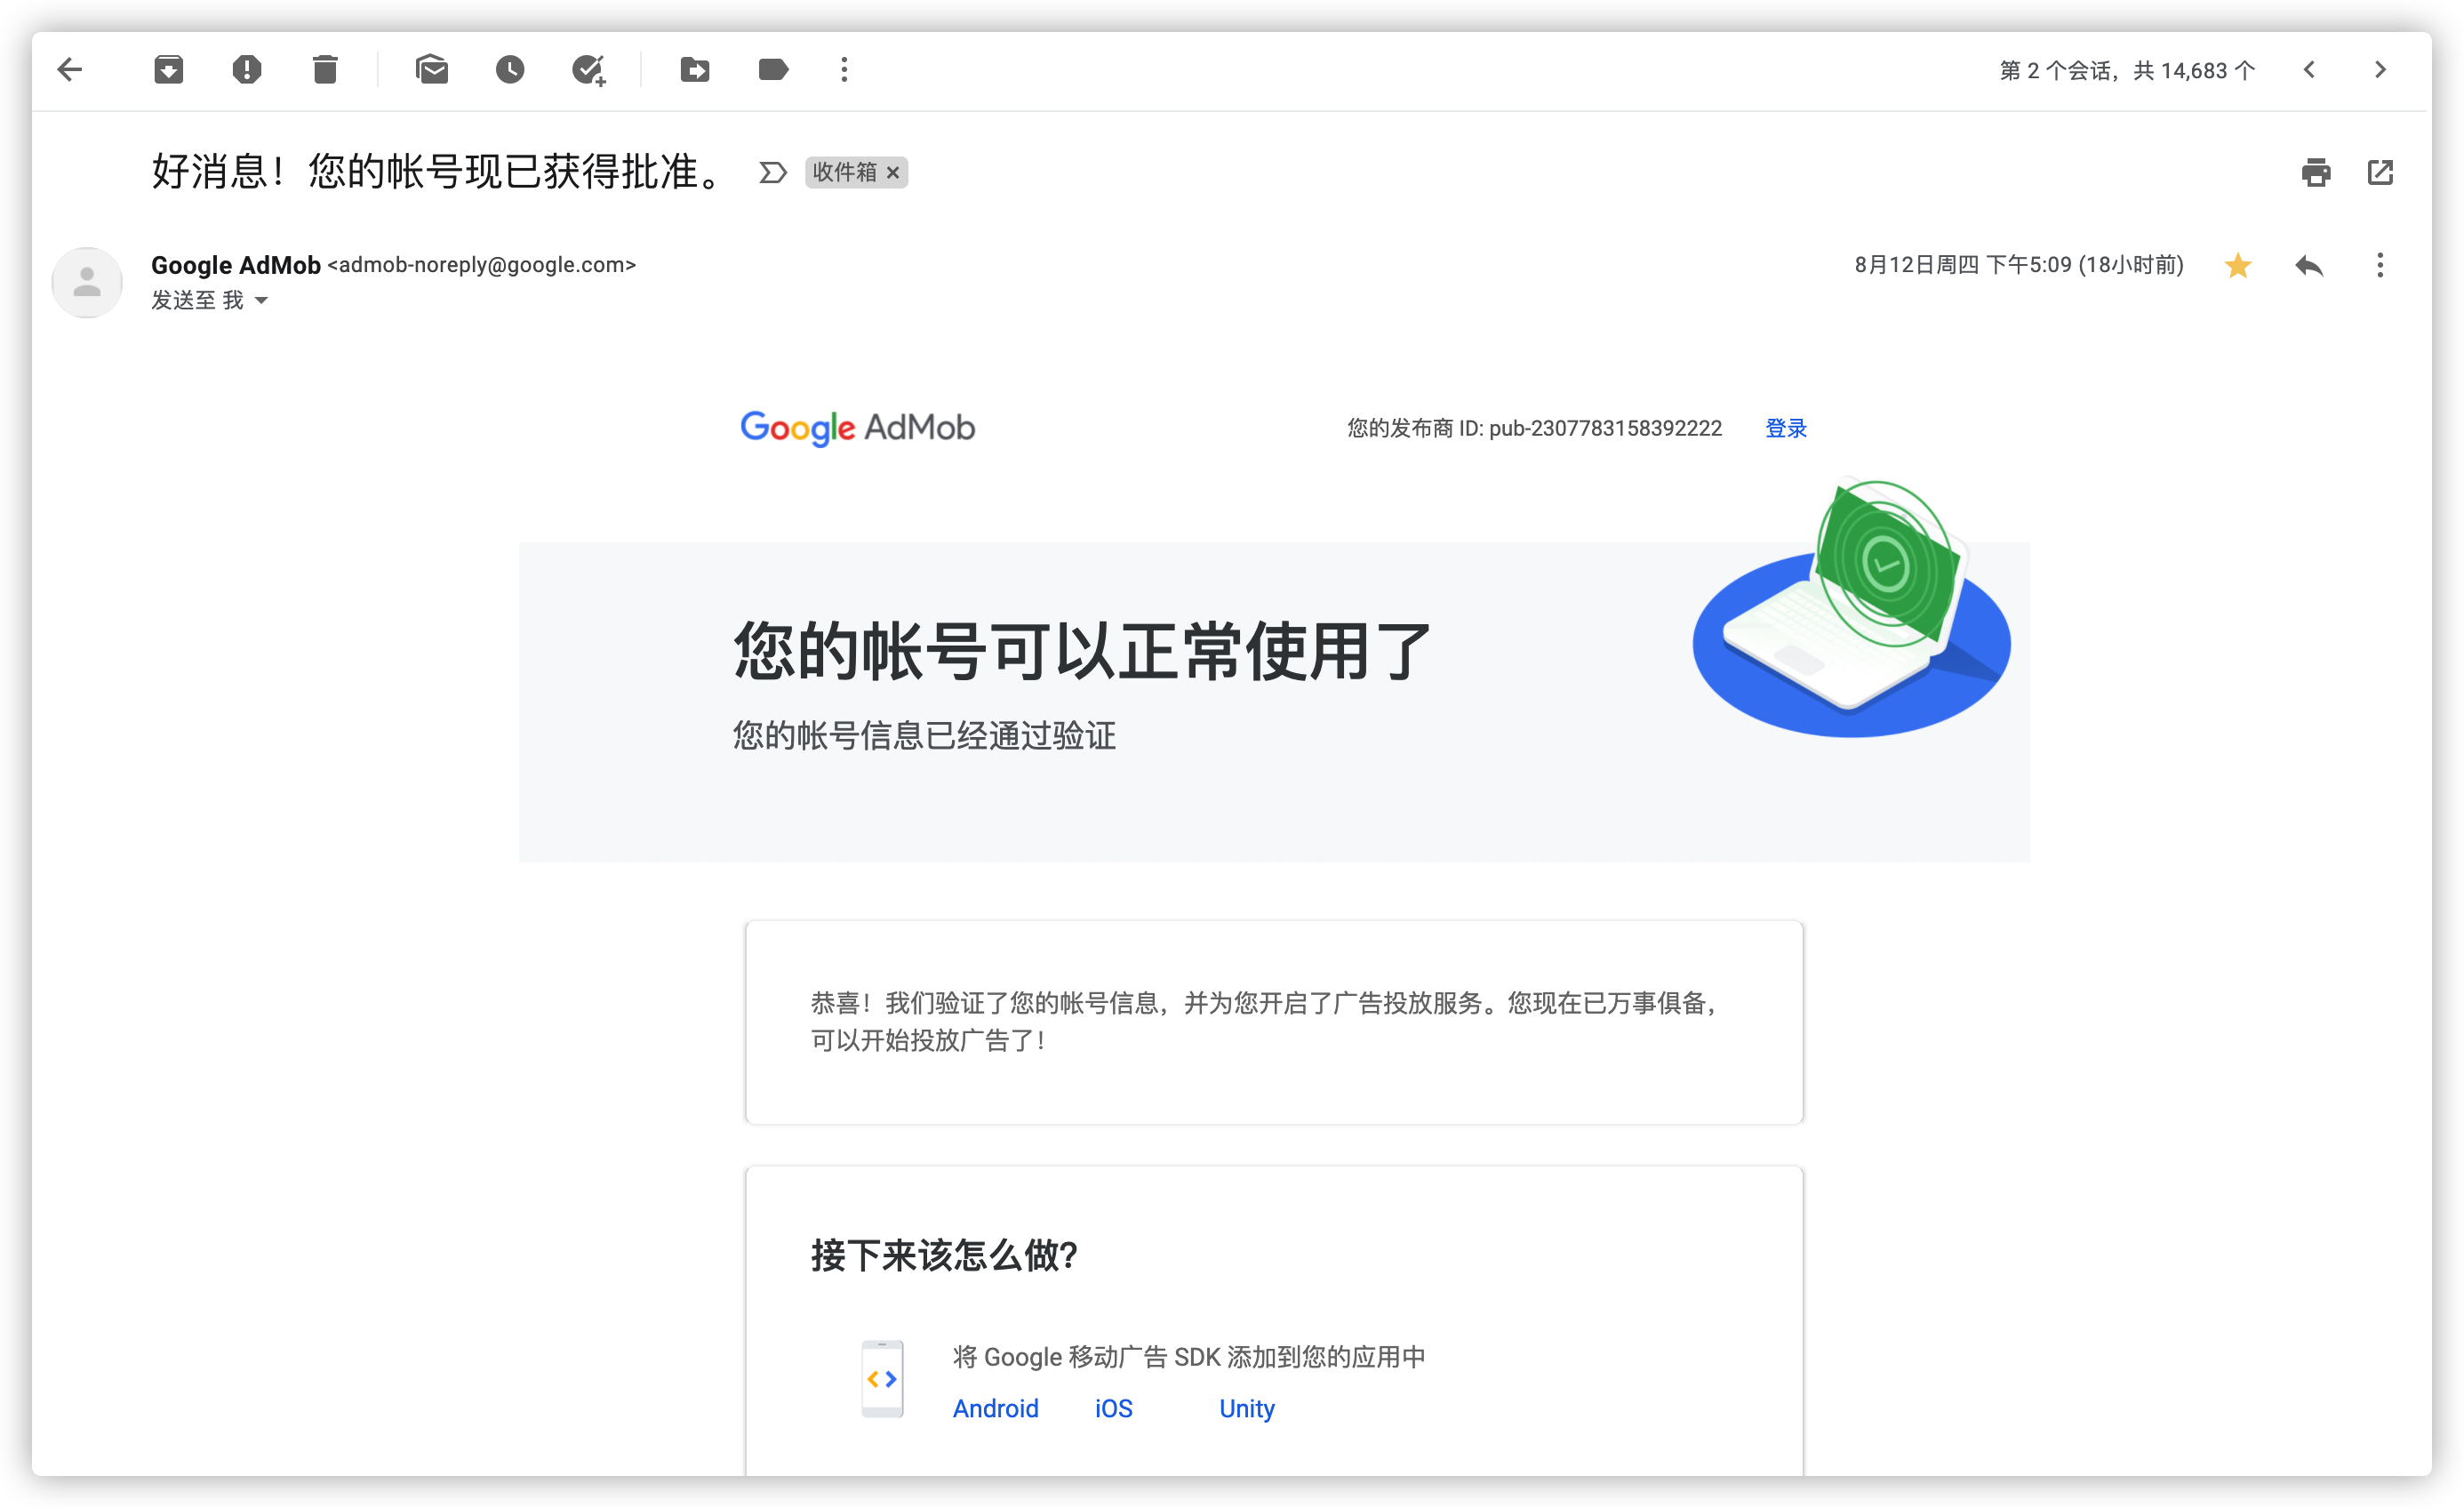 第 2 个会话，共 14,683 个
好消息！您的帐号现已获得批准。 收件箱 ×
Google AdMob <admob-noreply@google.com> 8月12日周四 下午5:09 (18小时前)
发送至 我
Google AdMob 您的发布商 ID: pub-2307783158392222 登录
您的帐号可以正常使用了
您的帐号信息已经通过验证
恭喜！我们验证了您的帐号信息，并为您开启了广告投放服务。您现在已万事俱备，
可以开始投放广告了！
接下来该怎么做？
将 Google 移动广告 SDK 添加到您的应用中
Android iOS Unity